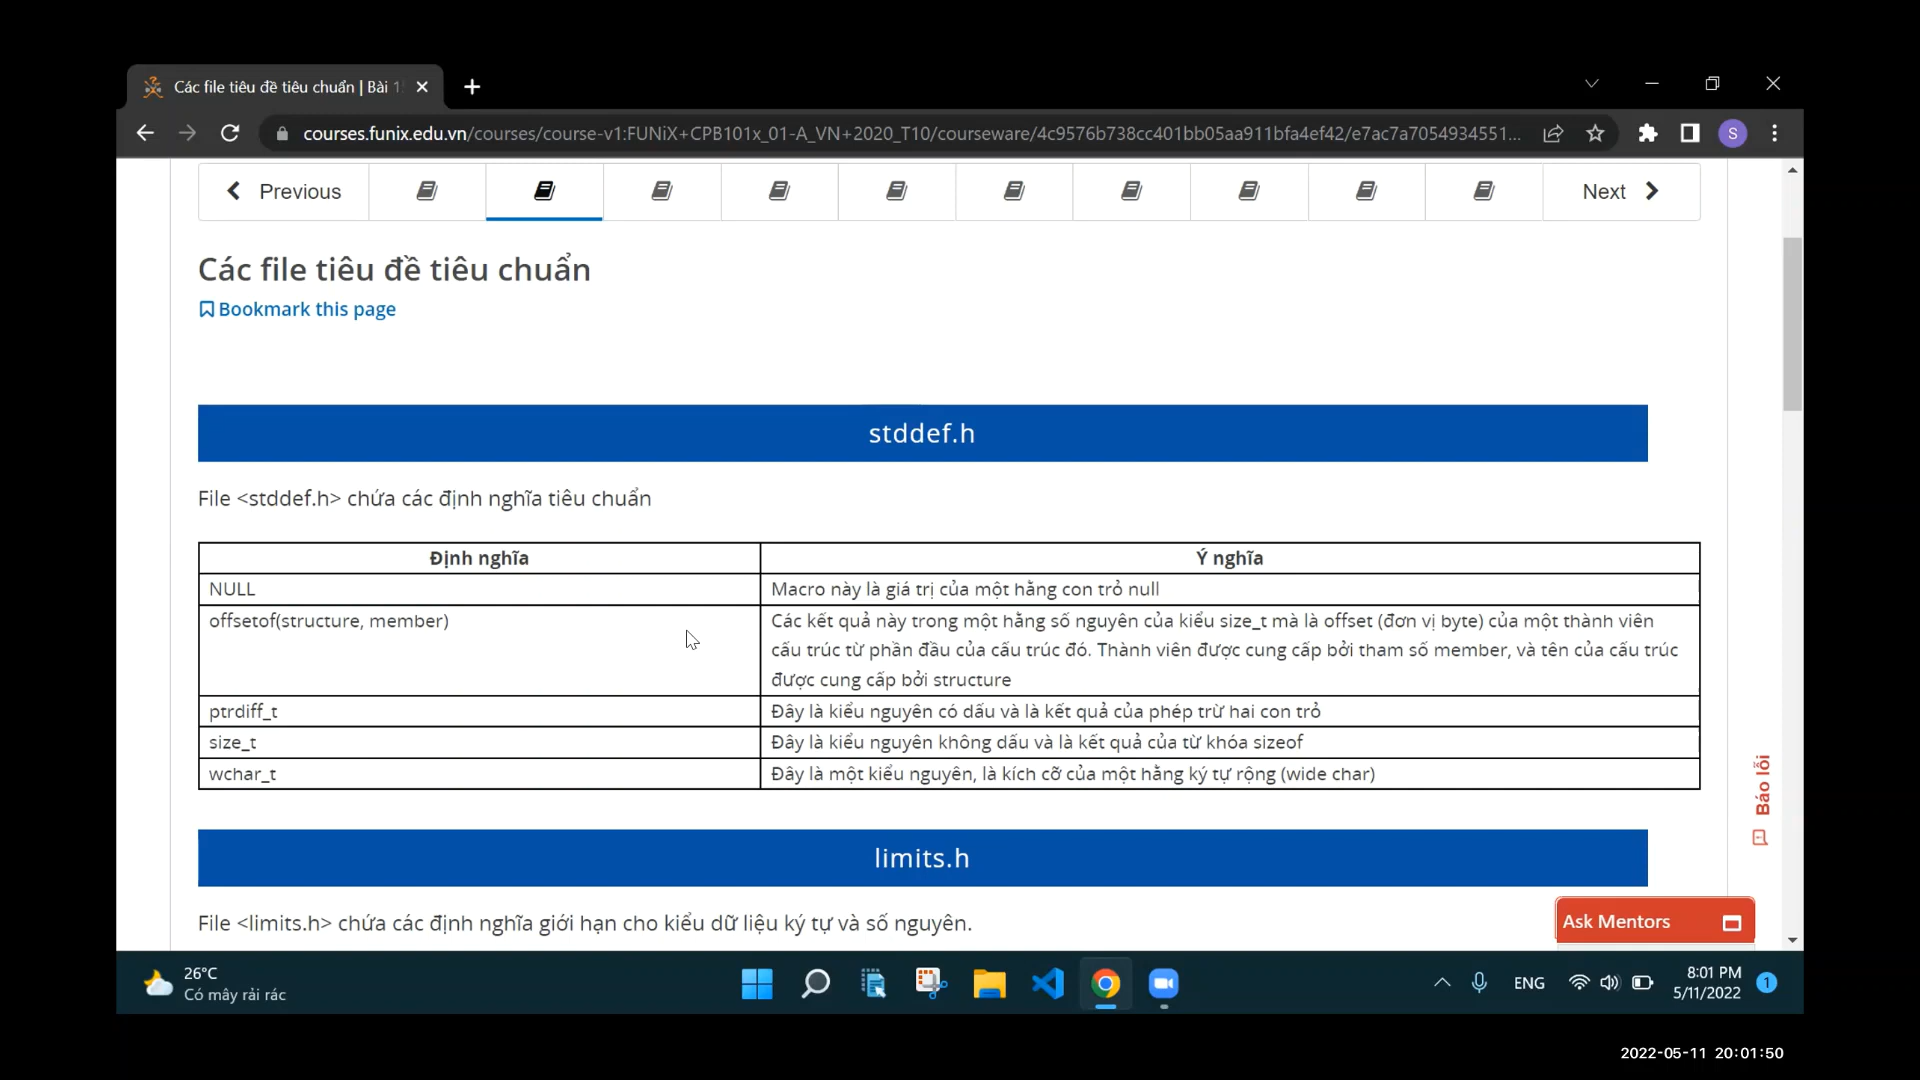 Các file tiêu đề tiêu chuẩn | Bài 1
courses.funix.edu.vn/courses/course-v1:FUNiX+CPB101x_01-A_VN+2020_T10/courseware/4c9576b738cc401bb05aa911bfa4ef42/e7ac7a7054934551...
S
Previous
Next
Các file tiêu đề tiêu chuẩn
Bookmark this page
stddef.h
File <stddef.h> chứa các định nghĩa tiêu chuẩn
Định nghĩa Ý nghĩa
NULL Macro này là giá trị của một hằng con trỏ null
offsetof(structure, member) Các kết quả này trong một hằng số nguyên của kiểu size_t mà là offset (đơn vị byte) của một thành viên
cấu trúc từ phần đầu của cấu trúc đó. Thành viên được cung cấp bởi tham số member, và tên của cấu trúc
được cung cấp bởi structure
ptrdiff_t Đây là kiểu nguyên có dấu và là kết quả của phép trừ hai con trỏ
size_t Đây là kiểu nguyên không dấu và là kết quả của từ khóa sizeof
wchar_t Đây là một kiểu nguyên, là kích cỡ của một hằng ký tự rộng (wide char)
Báo lỗi
limits.h
File <limits.h> chứa các định nghĩa giới hạn cho kiểu dữ liệu ký tự và số nguyên.
Ask Mentors
26°C
Có mây rải rác
ENG
8:01 PM
5/11/2022
1
2022-05-11 20:01:50